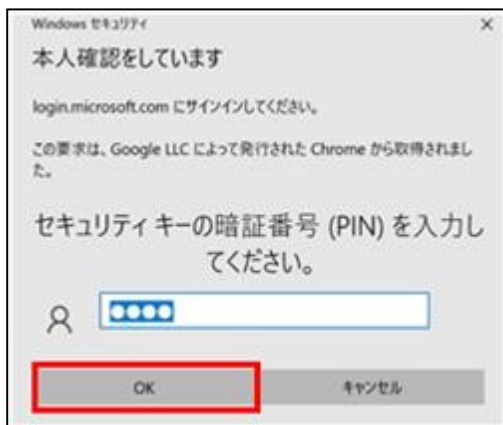 Windows セキュリティ
本人確認をしています
login.microsoft.com にサインインしてください。
この要求は、Google LLC によって発行された Chrome から取得されまし
た。
セキュリティ キーの暗証番号 (PIN) を入力し
てください。
●●●●
OK キャンセル